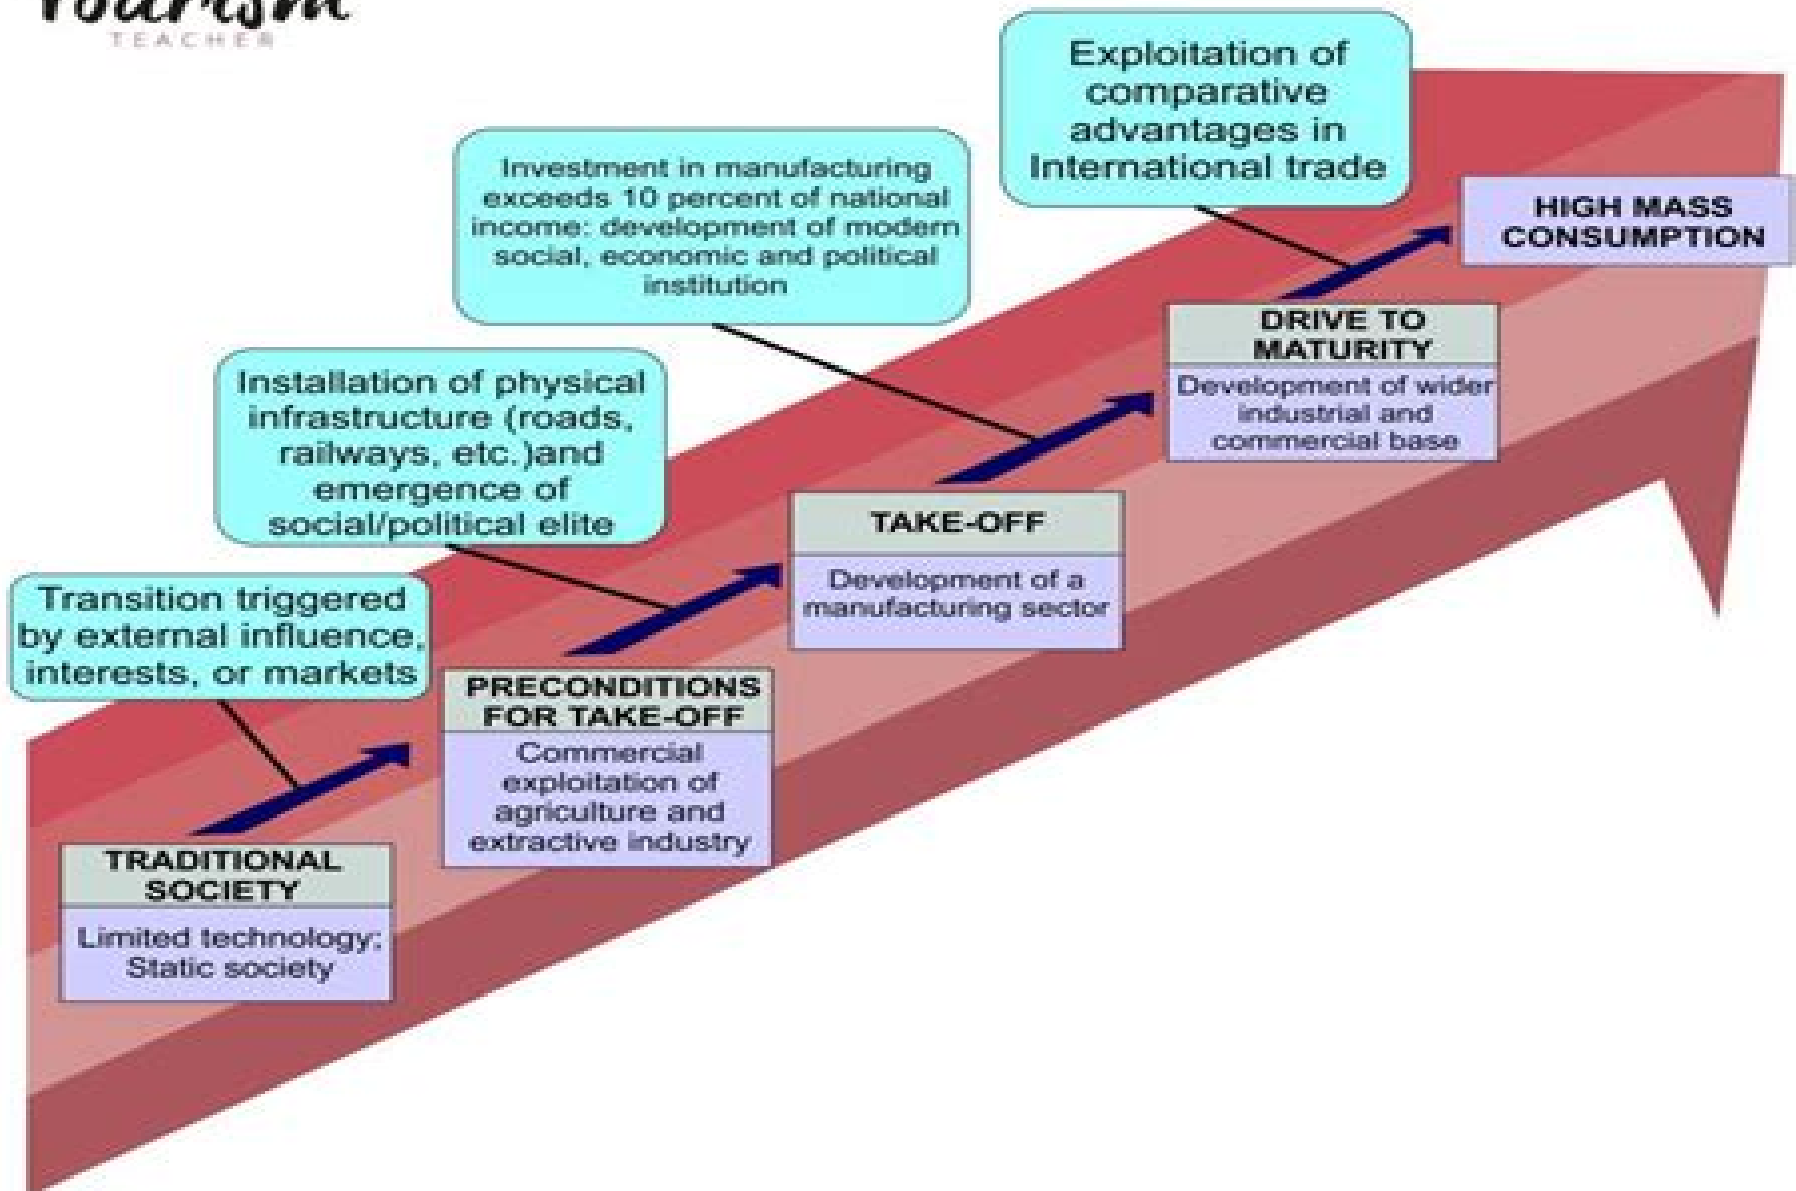 Tourism
TEACHER
Exploitation of
comparative
advantages in
International trade
Investment in manufacturing
exceeds 10 percent of national
income: development of modern
social, economic and political
institution
HIGH MASS
CONSUMPTION
DRIVE TO
MATURITY
Development of wider
industrial and
commercial base
Installation of physical
infrastructure (roads,
railways, etc.)and
emergence of
social/political elite
TAKE-OFF
Development of a
manufacturing sector
Transition triggered
by external influence,
interests, or markets
PRECONDITIONS
FOR TAKE-OFF
Commercial
exploitation of
agriculture and
extractive industry
TRADITIONAL
SOCIETY
Limited technology;
Static society